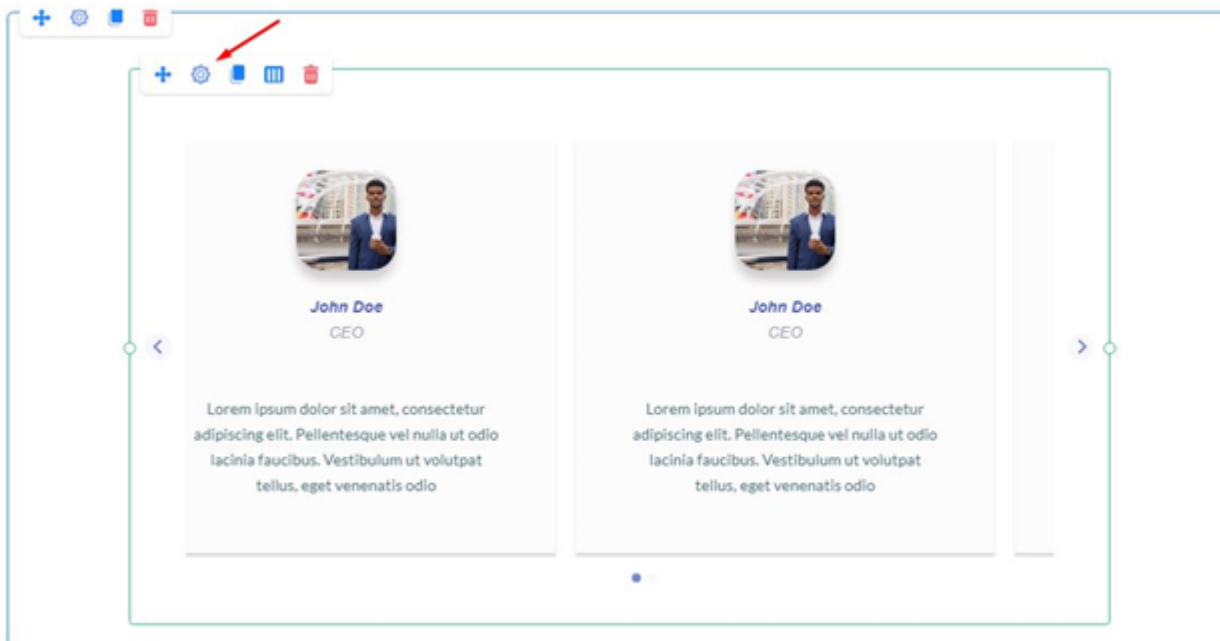 John Doe
CEO
Lorem ipsum dolor sit amet, consectetur
adipiscing elit. Pellentesque vel nulla ut odio
lacinia faucibus. Vestibulum ut volutpat
tellus, eget venenatis odio
John Doe
CEO
Lorem ipsum dolor sit amet, consectetur
adipiscing elit. Pellentesque vel nulla ut odio
lacinia faucibus. Vestibulum ut volutpat
tellus, eget venenatis odio